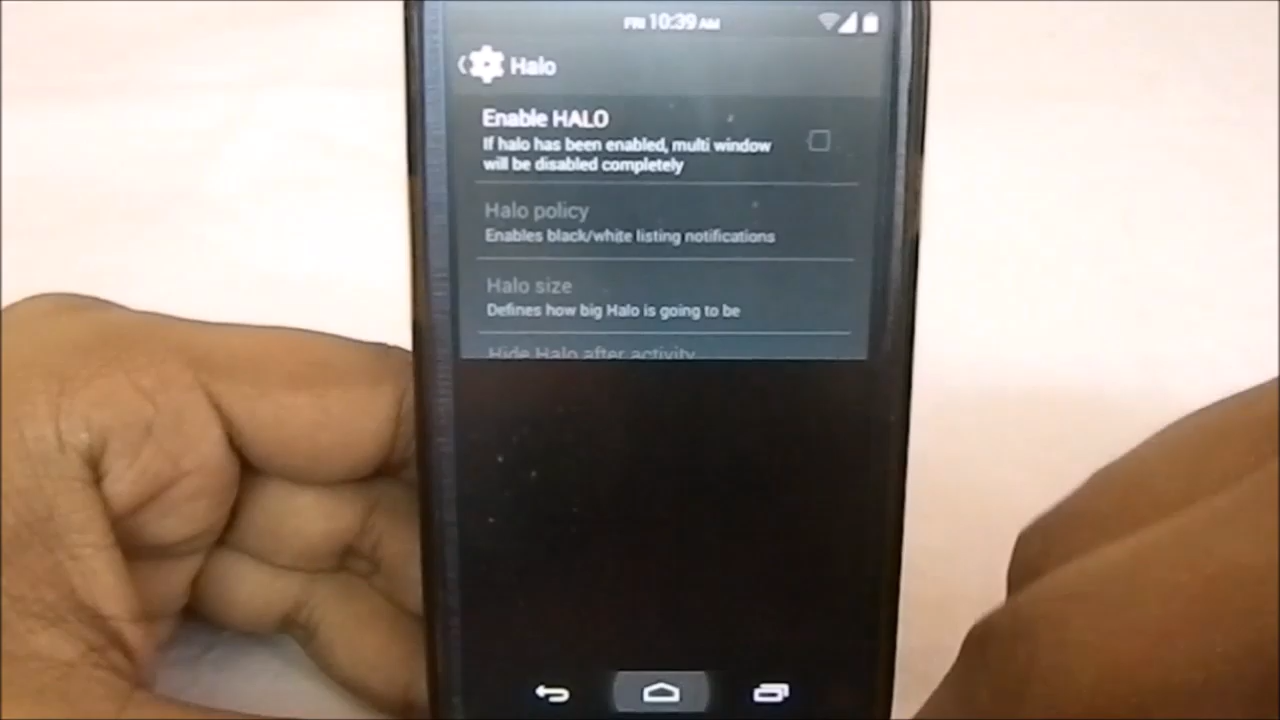 FRI 10:39 AM
Halo
Enable HALO
If halo has been enabled, multi window
will be disabled completely
Halo policy
Enables black/white listing notifications
Halo size
Defines how big Halo is going to be
Hide Halo after activity